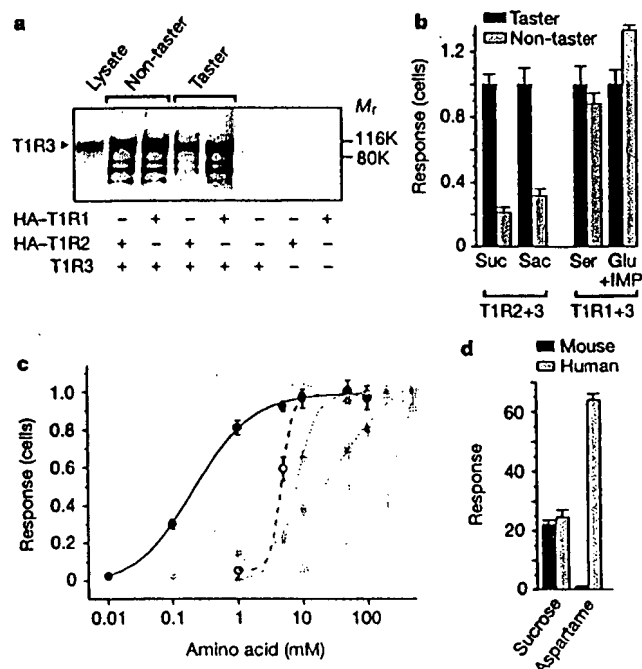 a
Lysate
Non-taster
Taster
Mr
T1R3
116K
80K
HA–T1R1 – + – + – – +
HA–T1R2 + – + – – + –
T1R3 + + + + + – –
b
Taster
Non-taster
Response (cells)
1.2
1.0
0.8
0.4
0
Suc Sac Ser Glu
+IMP
T1R2+3 T1R1+3
c
Response (cells)
1.0
0.8
0.6
0.4
0.2
0
0.01 0.1 1 10 100
Amino acid (mM)
d
Mouse
Human
Response
60
40
20
0
Sucrose
Aspartame